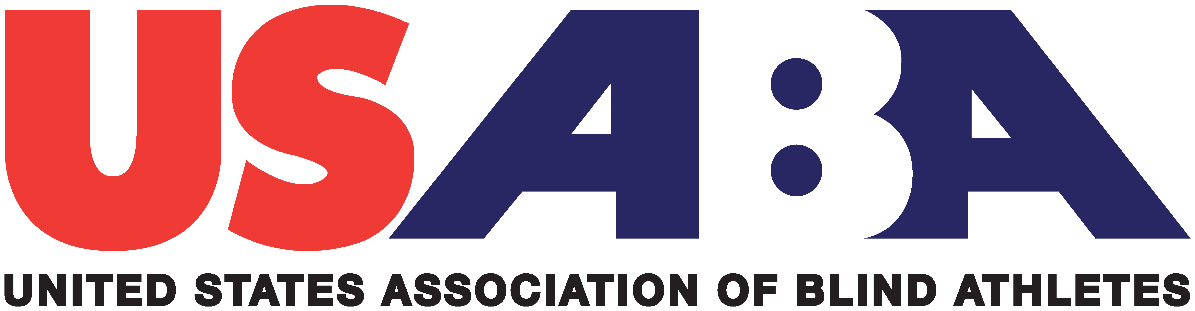 USABA
UNITED STATES ASSOCIATION OF BLIND ATHLETES